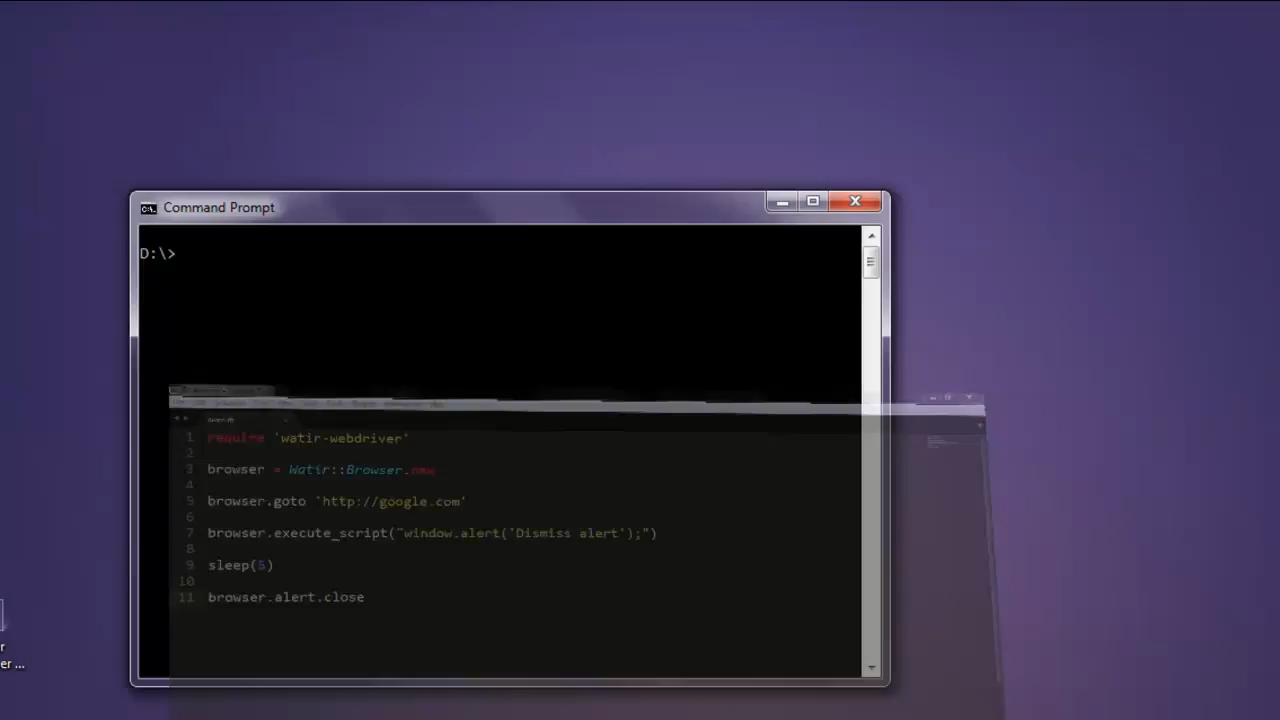 Command Prompt
D:\>
1 require 'watir-webdriver'
2
3 browser = Watir::Browser.new
4
5 browser.goto 'http://google.com'
6
7 browser.execute_script("window.alert('Dismiss alert');")
8
9 sleep(5)
10
11 browser.alert.close
r
er ...